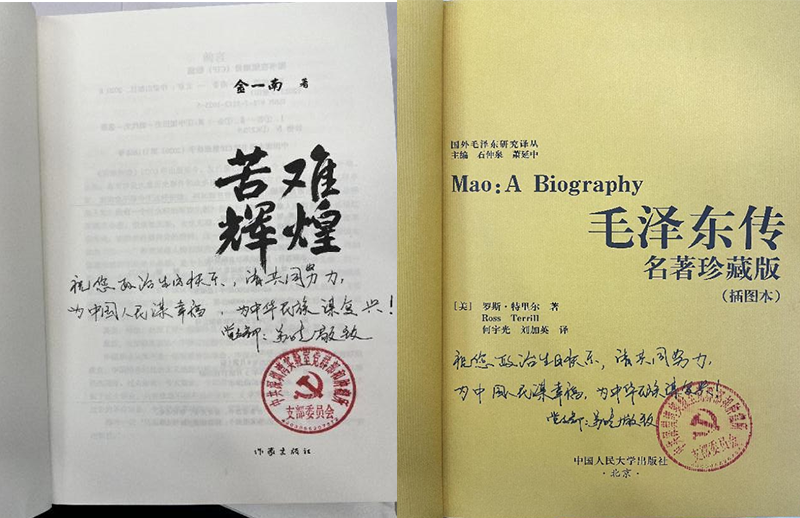 金一南 著
苦难
辉煌
祝您政治生日快乐，请共同努力，
为中国人民谋幸福，为中华民族谋复兴！
党支部：
敬致
支部委员会
作家出版社
国外毛泽东研究译丛
主编 石仲泉 萧延中
Mao: A Biography
毛泽东传
名著珍藏版
（插图本）
［美］ 罗斯·特里尔 著
Ross Terrill
何宇光 刘加英 译
祝您政治生日快乐，请共同努力，
为中国人民谋幸福，为中华民族谋复兴！
党支部：
敬致
支部委员会
中国人民大学出版社
·北京·